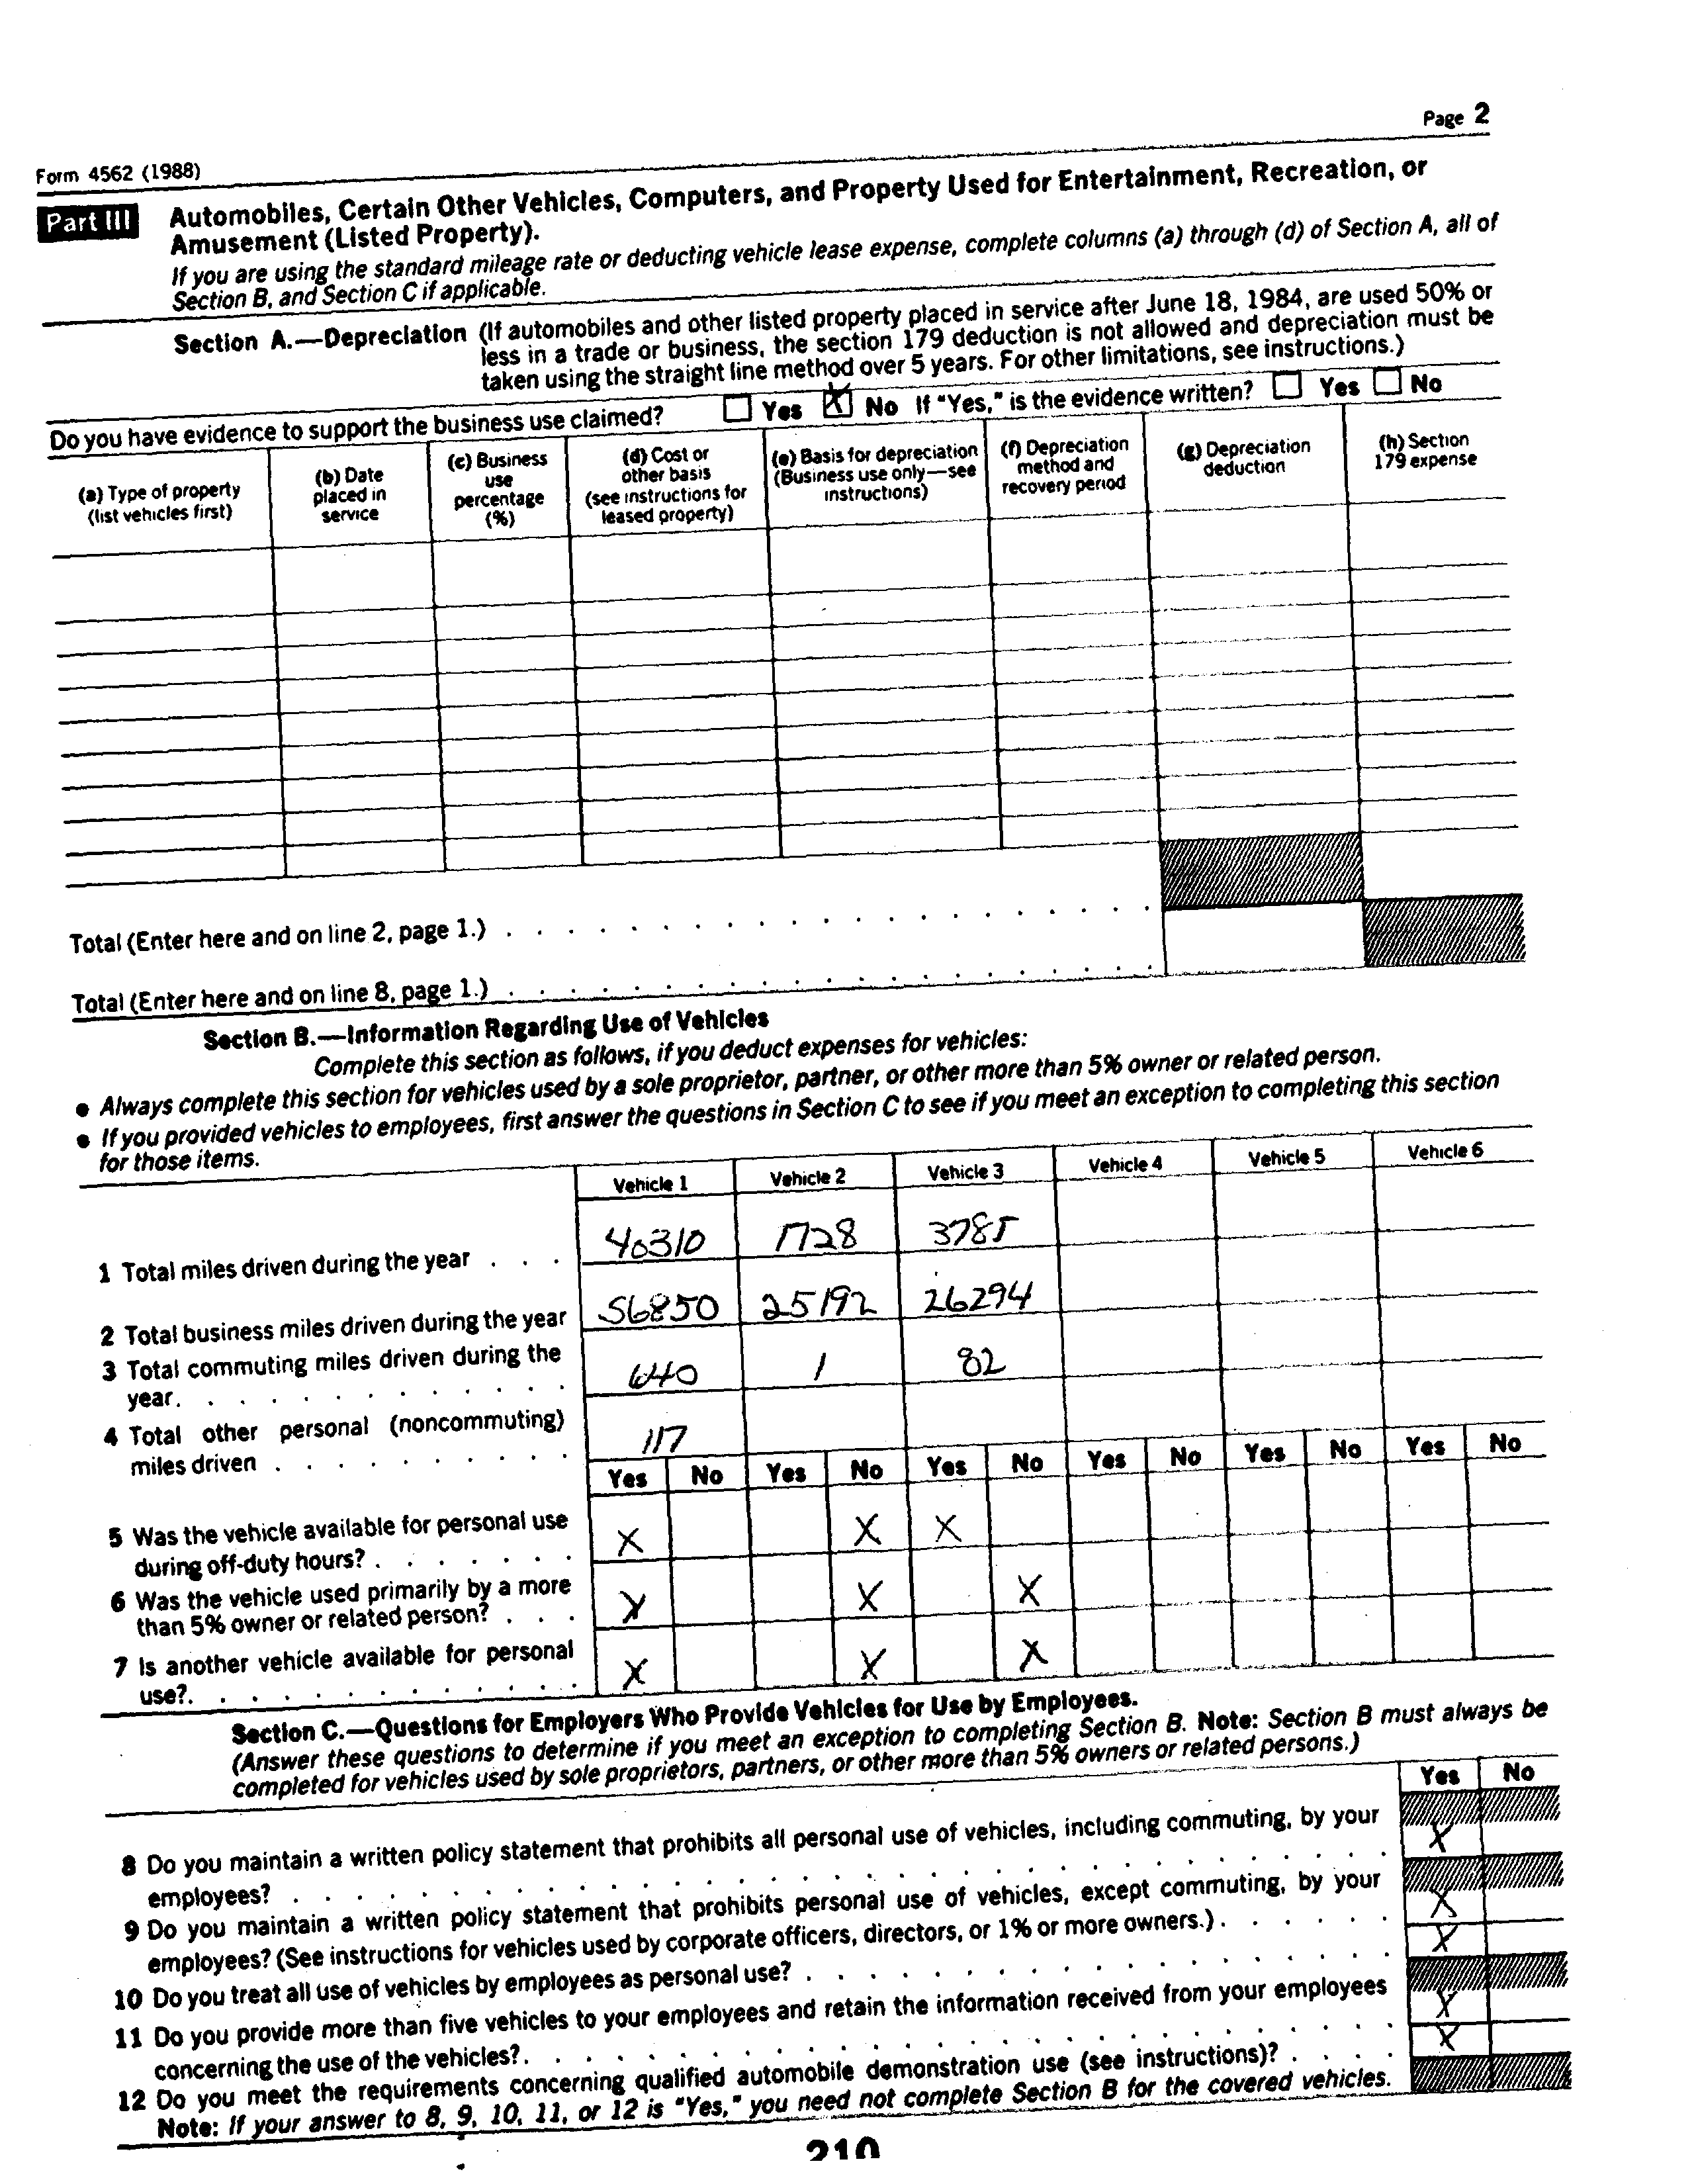 Page 2
Form 4562 (1988)
Part III Automobiles, Certain Other Vehicles, Computers, and Property Used for Entertainment, Recreation, or
Amusement (Listed Property).
If you are using the standard mileage rate or deducting vehicle lease expense, complete columns (a) through (d) of Section A, all of
Section B, and Section C if applicable.
Section A.—Depreciation (If automobiles and other listed property placed in service after June 18, 1984, are used 50% or
less in a trade or business, the section 179 deduction is not allowed and depreciation must be
taken using the straight line method over 5 years. For other limitations, see instructions.)
Do you have evidence to support the business use claimed? Yes X No If "Yes," is the evidence written? Yes No
(a) Type of property
(list vehicles first)
(b) Date
placed in
service
(c) Business
use
percentage
(%)
(d) Cost or
other basis
(see instructions for
leased property)
(e) Basis for depreciation
(Business use only—see
instructions)
(f) Depreciation
method and
recovery period
(g) Depreciation
deduction
(h) Section
179 expense
Total (Enter here and on line 2, page 1.)
Total (Enter here and on line 8, page 1.)
Section B.—Information Regarding Use of Vehicles
Complete this section as follows, if you deduct expenses for vehicles:
● Always complete this section for vehicles used by a sole proprietor, partner, or other more than 5% owner or related person.
● If you provided vehicles to employees, first answer the questions in Section C to see if you meet an exception to completing this section
for those items.
Vehicle 1 Vehicle 2 Vehicle 3 Vehicle 4 Vehicle 5 Vehicle 6
1 Total miles driven during the year . . . 40310 1728 3785
2 Total business miles driven during the year 56850 25192 26294
3 Total commuting miles driven during the
year. . . . . . . . . . . . 640 1 82
4 Total other personal (noncommuting)
miles driven . . . . . . . . . 117
Yes No Yes No Yes No Yes No Yes No Yes No
5 Was the vehicle available for personal use
during off-duty hours? . . . . . . . X X X
6 Was the vehicle used primarily by a more
than 5% owner or related person? . . . X X X
7 Is another vehicle available for personal
use?. . . . . . . . . . . . X X X
Section C.—Questions for Employers Who Provide Vehicles for Use by Employees.
(Answer these questions to determine if you meet an exception to completing Section B. Note: Section B must always be
completed for vehicles used by sole proprietors, partners, or other more than 5% owners or related persons.)
Yes No
8 Do you maintain a written policy statement that prohibits all personal use of vehicles, including commuting, by your
employees? X
9 Do you maintain a written policy statement that prohibits personal use of vehicles, except commuting, by your
employees? (See instructions for vehicles used by corporate officers, directors, or 1% or more owners.) X
10 Do you treat all use of vehicles by employees as personal use? X
11 Do you provide more than five vehicles to your employees and retain the information received from your employees
concerning the use of the vehicles? X
12 Do you meet the requirements concerning qualified automobile demonstration use (see instructions)? X
Note: If your answer to 8, 9, 10, 11, or 12 is "Yes," you need not complete Section B for the covered vehicles.
210